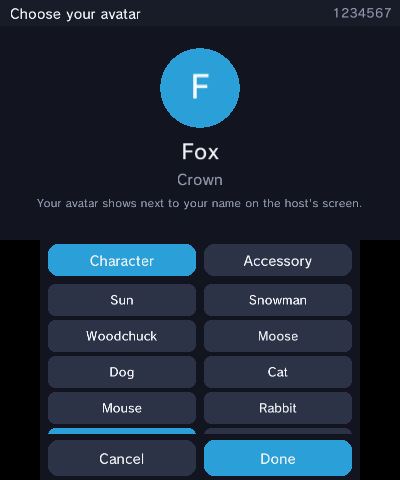 Choose your avatar 1234567
F
Fox
Crown
Your avatar shows next to your name on the host's screen.
Character Accessory
Sun Snowman
Woodchuck Moose
Dog Cat
Mouse Rabbit
Cancel Done